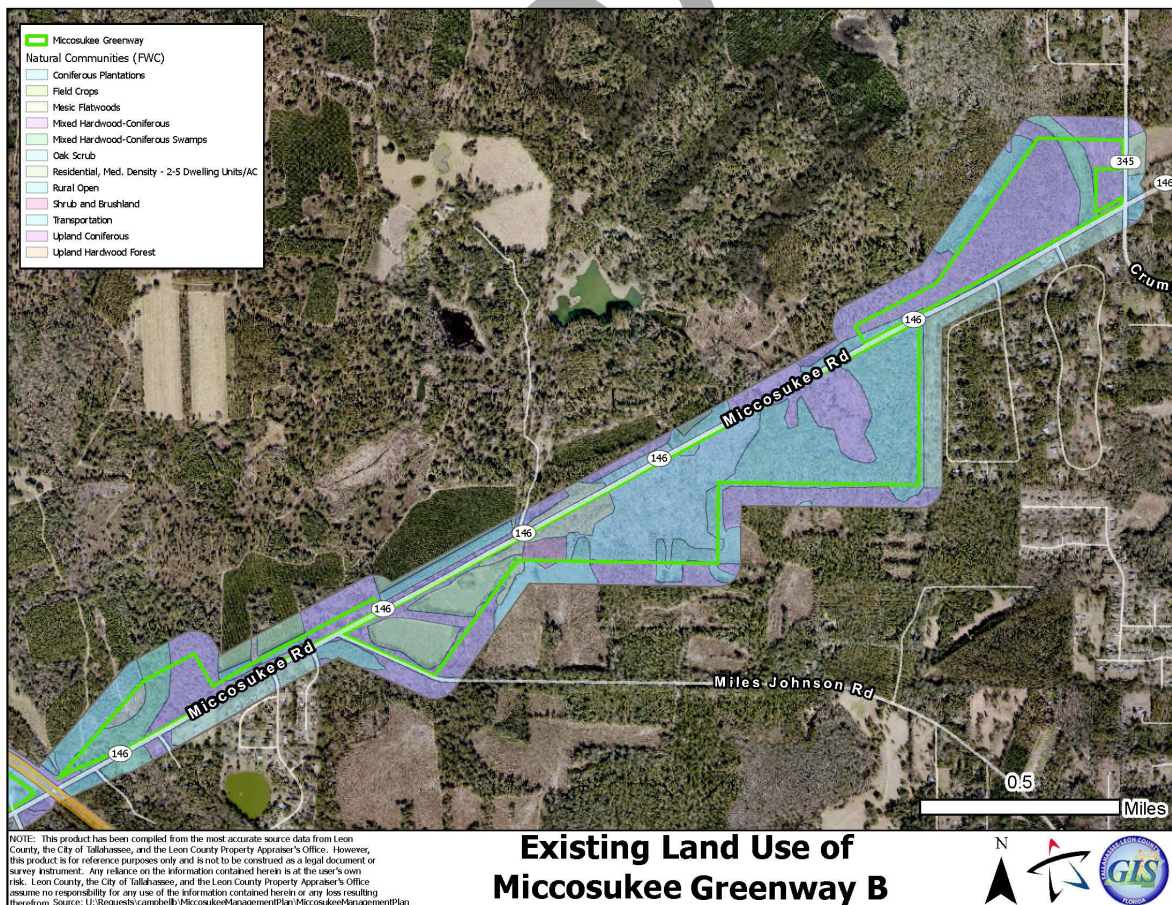 Miccosukee Greenway
Natural Communities (FWC)
Coniferous Plantations
Field Crops
Mesic Flatwoods
Mixed Hardwood-Coniferous
Mixed Hardwood-Coniferous Swamps
Oak Scrub
Residential, Med. Density - 2-5 Dwelling Units/AC
Rural Open
Shrub and Brushland
Transportation
Upland Coniferous
Upland Hardwood Forest
345
146
Crum
146
Miccosukee Rd
146
146
146
Miccosukee Rd
Miles Johnson Rd
146
0.5
Miles
NOTE: This product has been compiled from the most accurate source data from Leon
County, the City of Tallahassee, and the Leon County Property Appraiser's Office. However,
this product is for reference purposes only and is not to be construed as a legal document or
survey instrument. Any reliance on the information contained herein is at the user's own
risk. Leon County, the City of Tallahassee, and the Leon County Property Appraiser's Office
assume no responsibility for any use of the information contained herein or any loss resulting
therefrom. Source: U:\Requests\campbellb\MiccosukeeManagementPlan\MiccosukeeManagementPlan
Existing Land Use of
Miccosukee Greenway B
N
TALLAHASSEE-LEON COUNTY
GIS
FLORIDA